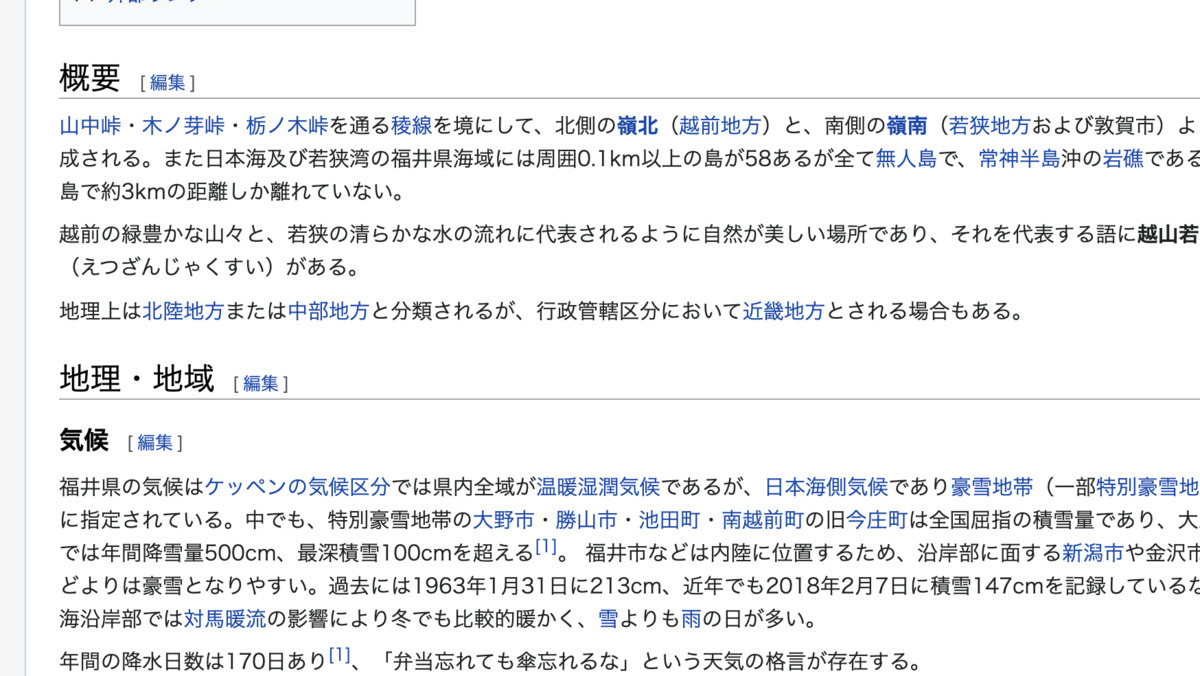 概要 [編集]
山中峠・木ノ芽峠・栃ノ木峠を通る稜線を境にして、北側の嶺北（越前地方）と、南側の嶺南（若狭地方および敦賀市）よ
成される。また日本海及び若狭湾の福井県海域には周囲0.1km以上の島が58あるが全て無人島で、常神半島沖の岩礁である
島で約3kmの距離しか離れていない。
越前の緑豊かな山々と、若狭の清らかな水の流れに代表されるように自然が美しい場所であり、それを代表する語に越山若
（えつざんじゃくすい）がある。
地理上は北陸地方または中部地方と分類されるが、行政管轄区分において近畿地方とされる場合もある。
地理・地域 [編集]
気候 [編集]
福井県の気候はケッペンの気候区分では県内全域が温暖湿潤気候であるが、日本海側気候であり豪雪地帯（一部特別豪雪地
に指定されている。中でも、特別豪雪地帯の大野市・勝山市・池田町・南越前町の旧今庄町は全国屈指の積雪量であり、大
では年間降雪量500cm、最深積雪100cmを超える[1]。 福井市などは内陸に位置するため、沿岸部に面する新潟市や金沢市
どよりは豪雪となりやすい。過去には1963年1月31日に213cm、近年でも2018年2月7日に積雪147cmを記録しているな
海沿岸部では対馬暖流の影響により冬でも比較的暖かく、雪よりも雨の日が多い。
年間の降水日数は170日あり[1]、「弁当忘れても傘忘れるな」という天気の格言が存在する。